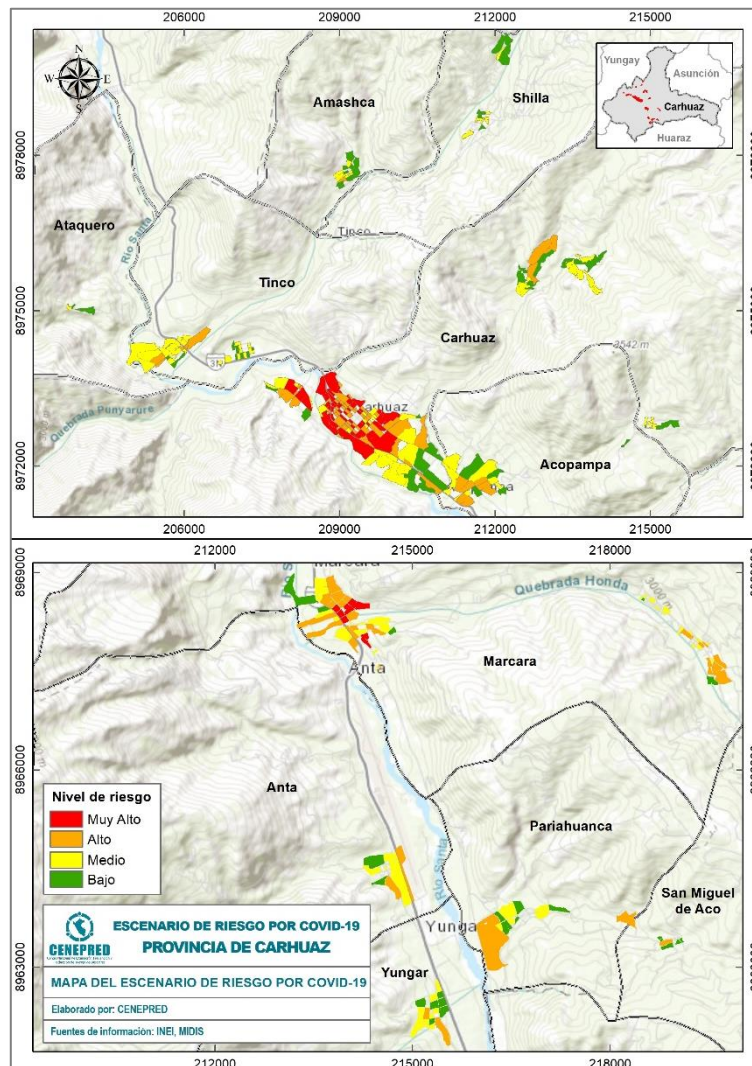 206000 209000 212000 215000
N
W E
S
Yungay
Asunción
Carhuaz
Huaraz
Amashca
Shilla
8978000
Ataquero
Río Santa
Tinco
Tinco
8975000
Carhuaz
3542 m
3N
Quebrada Punyarure
Carhuaz
8972000
Acopampa
206000 209000 212000 215000
212000 215000 218000
8969000
Marcara
Quebrada Honda
3000 m
Marcara
Anta
8966000
Anta
Nivel de riesgo
Muy Alto
Alto
Medio
Bajo
Pariahuanca
Río Santa
San Miguel
de Aco
CENEPRED
ESCENARIO DE RIESGO POR COVID-19
PROVINCIA DE CARHUAZ
MAPA DEL ESCENARIO DE RIESGO POR COVID-19
Elaborado por: CENEPRED
Fuentes de información: INEI, MIDIS
Yungar
8963000
212000 215000 218000